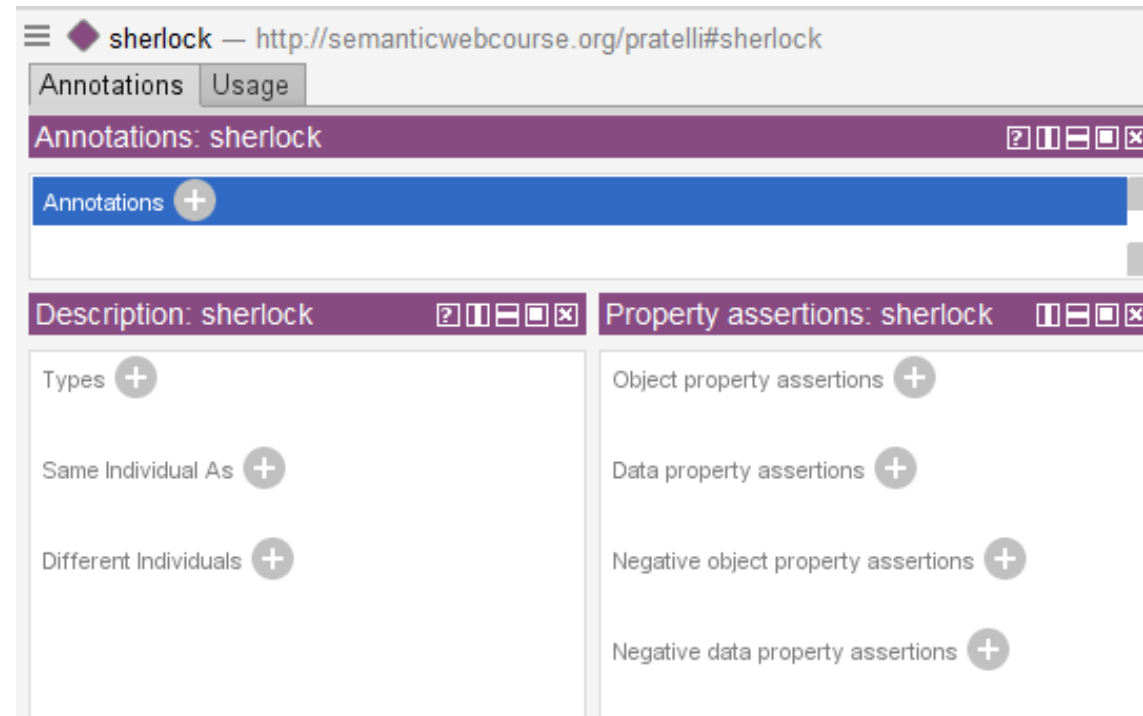 sherlock — http://semanticwebcourse.org/pratelli#sherlock
Annotations Usage
Annotations: sherlock
Annotations
Description: sherlock
Types
Same Individual As
Different Individuals
Property assertions: sherlock
Object property assertions
Data property assertions
Negative object property assertions
Negative data property assertions